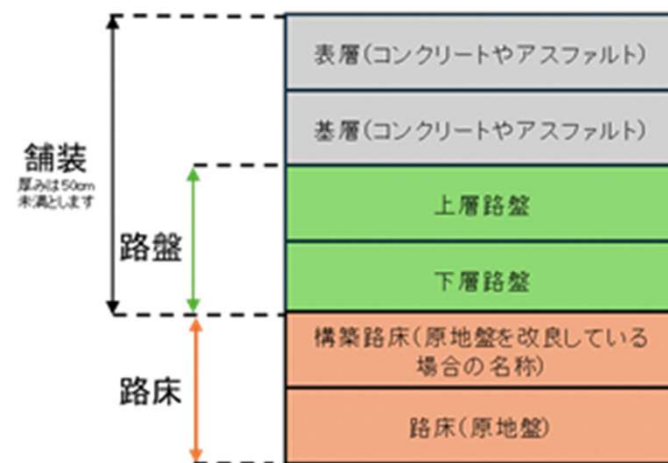 表層(コンクリートやアスファルト)
基層(コンクリートやアスファルト)
舗装
厚みは50cm
未満とします
上層路盤
路盤
下層路盤
構築路床(原地盤を改良している
場合の名称)
路床
路床(原地盤)